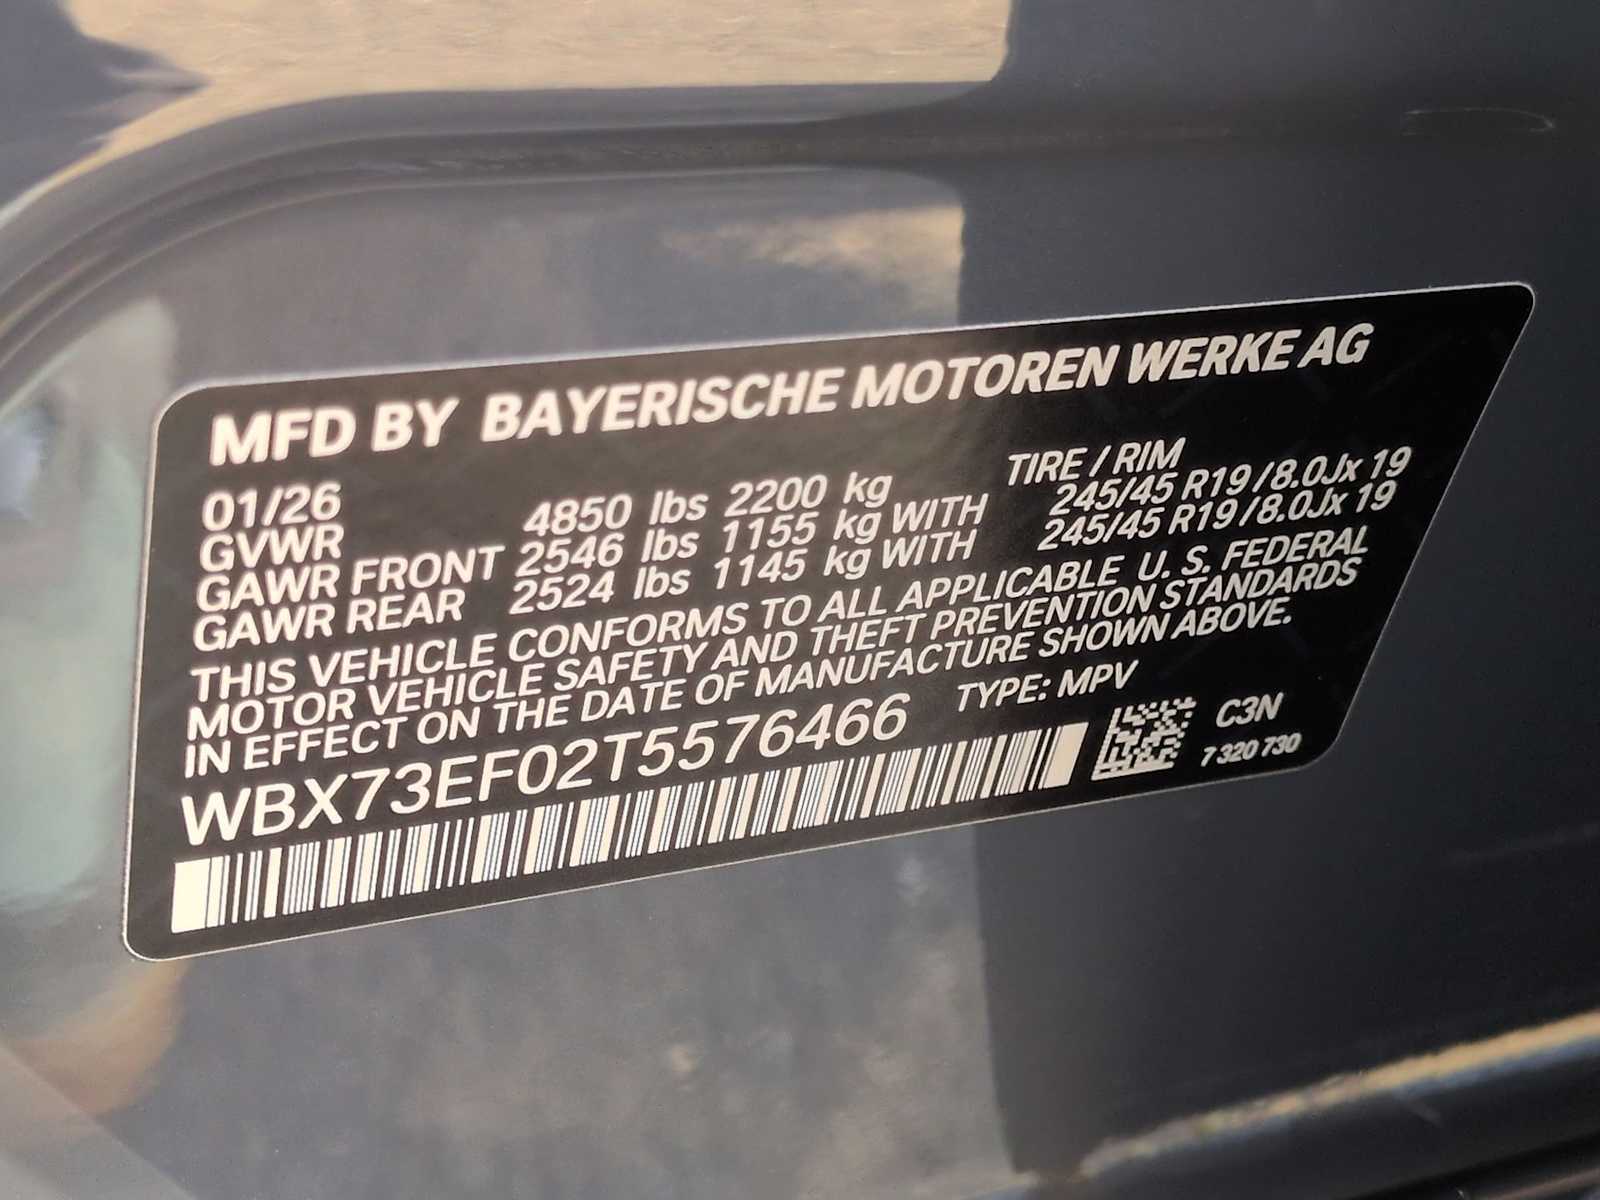 MFD BY BAYERISCHE MOTOREN WERKE AG
01/26 TIRE / RIM
GVWR 4850 lbs 2200 kg
GAWR FRONT 2546 lbs 1155 kg WITH 245/45 R19 /8.0Jx 19
GAWR REAR 2524 lbs 1145 kg WITH 245/45 R19 /8.0Jx 19
THIS VEHICLE CONFORMS TO ALL APPLICABLE U. S. FEDERAL
MOTOR VEHICLE SAFETY AND THEFT PREVENTION STANDARDS
IN EFFECT ON THE DATE OF MANUFACTURE SHOWN ABOVE.
WBX73EF02T5576466 TYPE: MPV
C3N
7 320 730